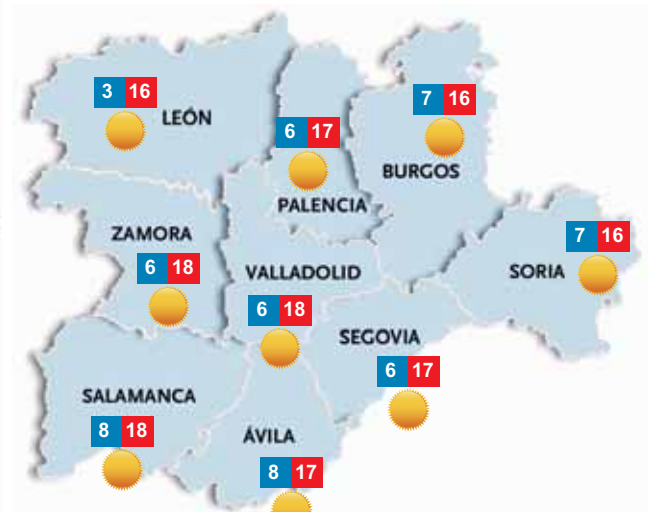 3 16
LEÓN
7 16
BURGOS
6 17
PALENCIA
ZAMORA
6 18
VALLADOLID
6 18
7 16
SORIA
SEGOVIA
6 17
SALAMANCA
8 18
ÁVILA
8 17